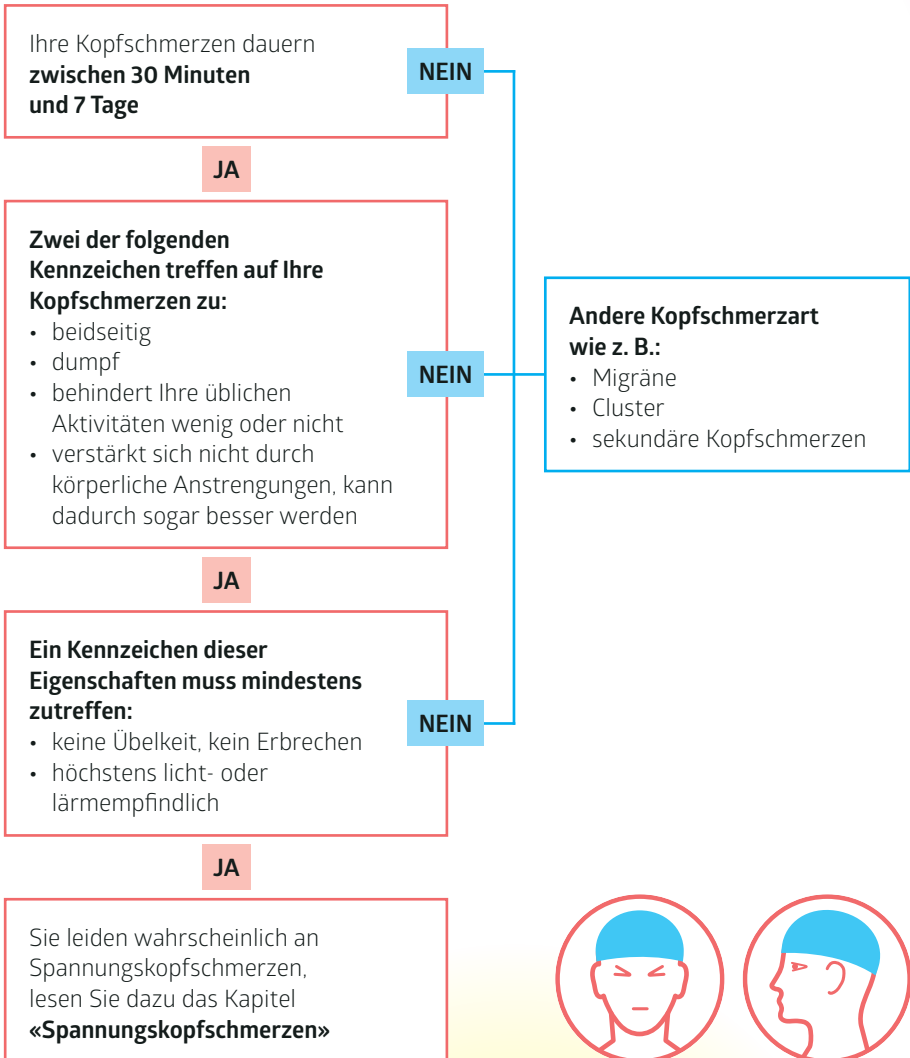 Ihre Kopfschmerzen dauern
zwischen 30 Minuten
und 7 Tage
NEIN
JA
Zwei der folgenden
Kennzeichen treffen auf Ihre
Kopfschmerzen zu:
• beidseitig
• dumpf
• behindert Ihre üblichen
Aktivitäten wenig oder nicht
• verstärkt sich nicht durch
körperliche Anstrengungen, kann
dadurch sogar besser werden
NEIN
Andere Kopfschmerzart
wie z. B.:
• Migräne
• Cluster
• sekundäre Kopfschmerzen
JA
Ein Kennzeichen dieser
Eigenschaften muss mindestens
zutreffen:
• keine Übelkeit, kein Erbrechen
• höchstens licht- oder
lärmempfindlich
NEIN
JA
Sie leiden wahrscheinlich an
Spannungskopfschmerzen,
lesen Sie dazu das Kapitel
«Spannungskopfschmerzen»